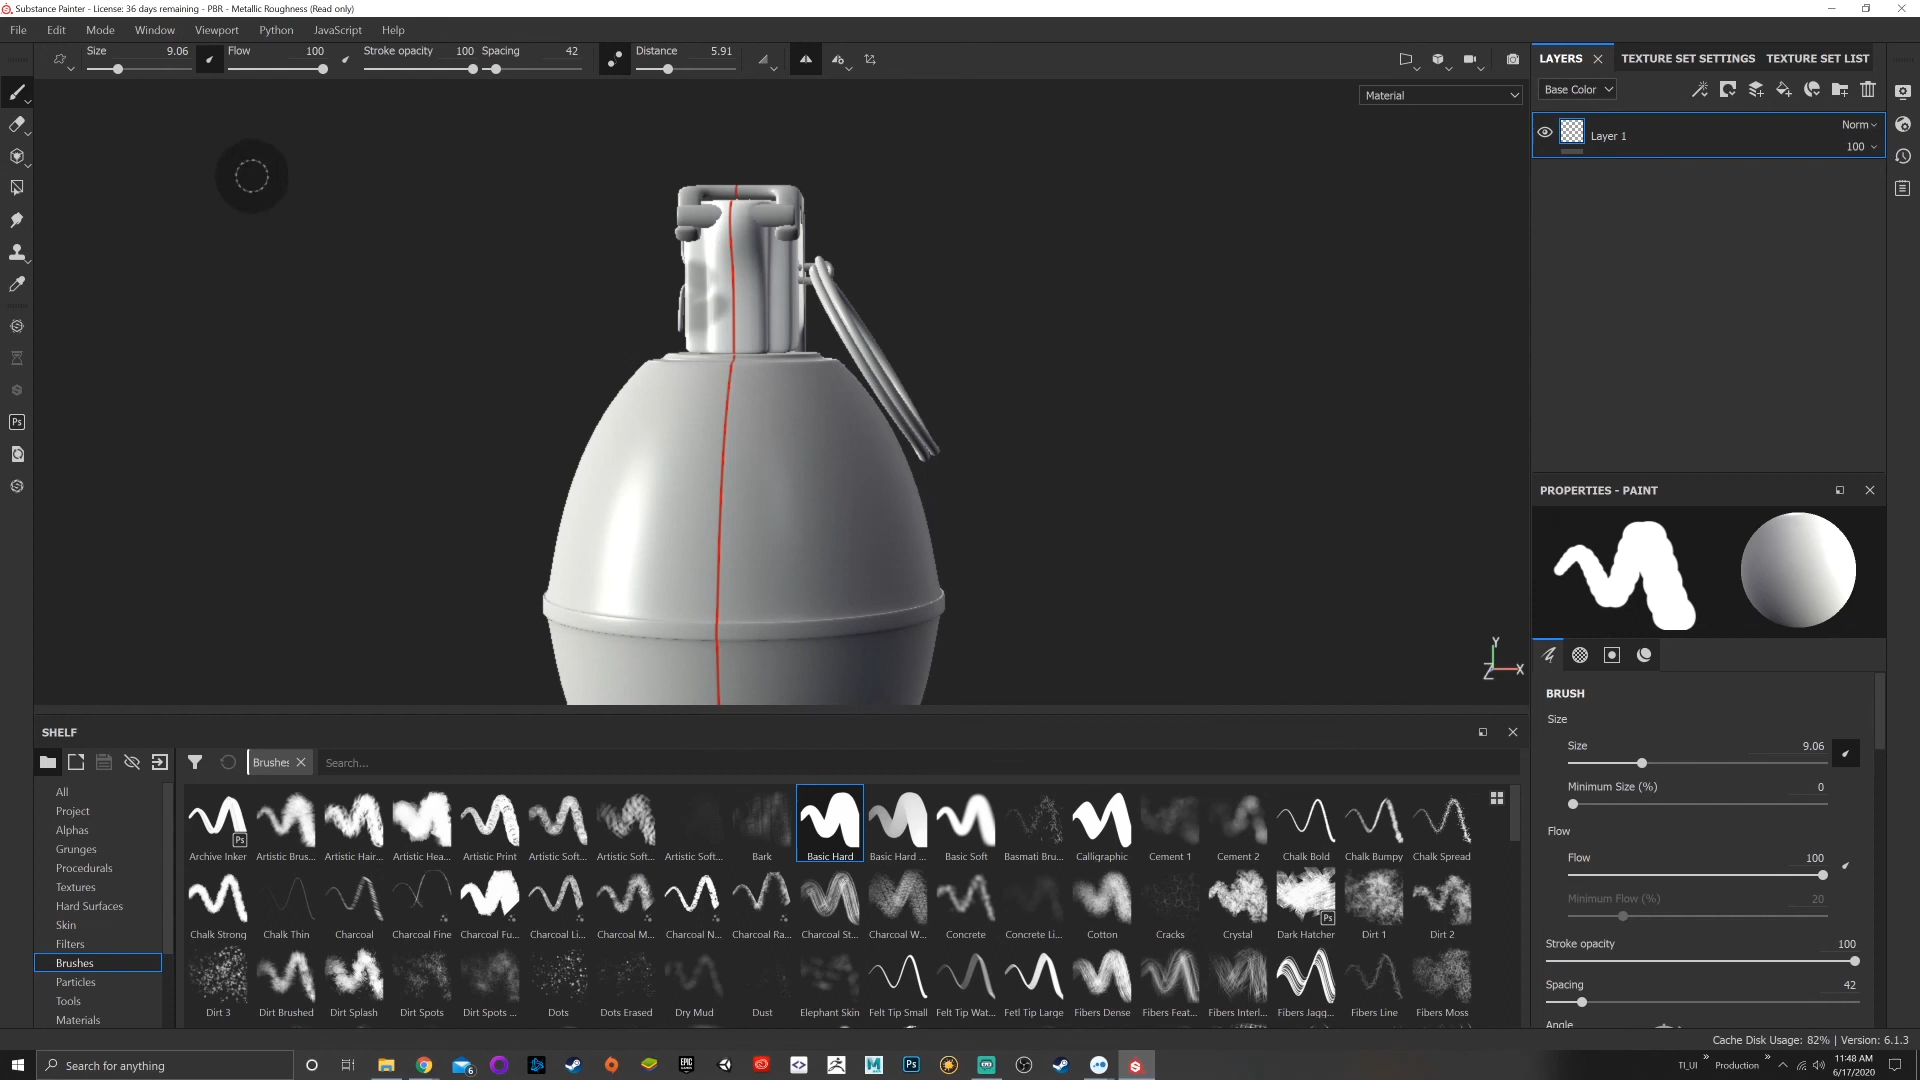 Substance Painter - License: 36 days remaining - PBR - Metallic Roughness (Read only)
File Edit Mode Window Viewport Python JavaScript Help
Size 9.06 Flow 100 Stroke opacity 100 Spacing 42 Distance 5.91
LAYERS TEXTURE SET SETTINGS TEXTURE SET LIST
Base Color
Material
Layer 1 Norm
100
Ps
PROPERTIES - PAINT
Y
Z X
BRUSH
Size
Size 9.06
Minimum Size (%) 0
Flow
Flow 100
Minimum Flow (%) 20
Stroke opacity 100
Spacing 42
Angle
SHELF
Brushes Search...
All
Project
Alphas
Grunges
Procedurals
Textures
Hard Surfaces
Skin
Filters
Brushes
Particles
Tools
Materials
Ps
Archive Inker Artistic Brus... Artistic Hair... Artistic Hea... Artistic Print Artistic Soft... Artistic Soft... Artistic Soft... Bark Basic Hard Basic Hard ... Basic Soft Basmati Bru... Calligraphic Cement 1 Cement 2 Chalk Bold Chalk Bumpy Chalk Spread
Ps
Chalk Strong Chalk Thin Charcoal Charcoal Fine Charcoal Fu... Charcoal Li... Charcoal M... Charcoal N... Charcoal Ra... Charcoal St... Charcoal W... Concrete Concrete Li... Cotton Cracks Crystal Dark Hatcher Dirt 1 Dirt 2
Dirt 3 Dirt Brushed Dirt Splash Dirt Spots Dirt Spots ... Dots Dots Erased Dry Mud Dust Elephant Skin Felt Tip Small Felt Tip Wat... Fetl Tip Large Fibers Dense Fibers Feat... Fibers Interl... Fibers Jagg... Fibers Line Fibers Moss
Cache Disk Usage: 82% | Version: 6.1.3
Search for anything
6
EPIC GAMES
Ps
TI_UI » Production »
11:48 AM
6/17/2020